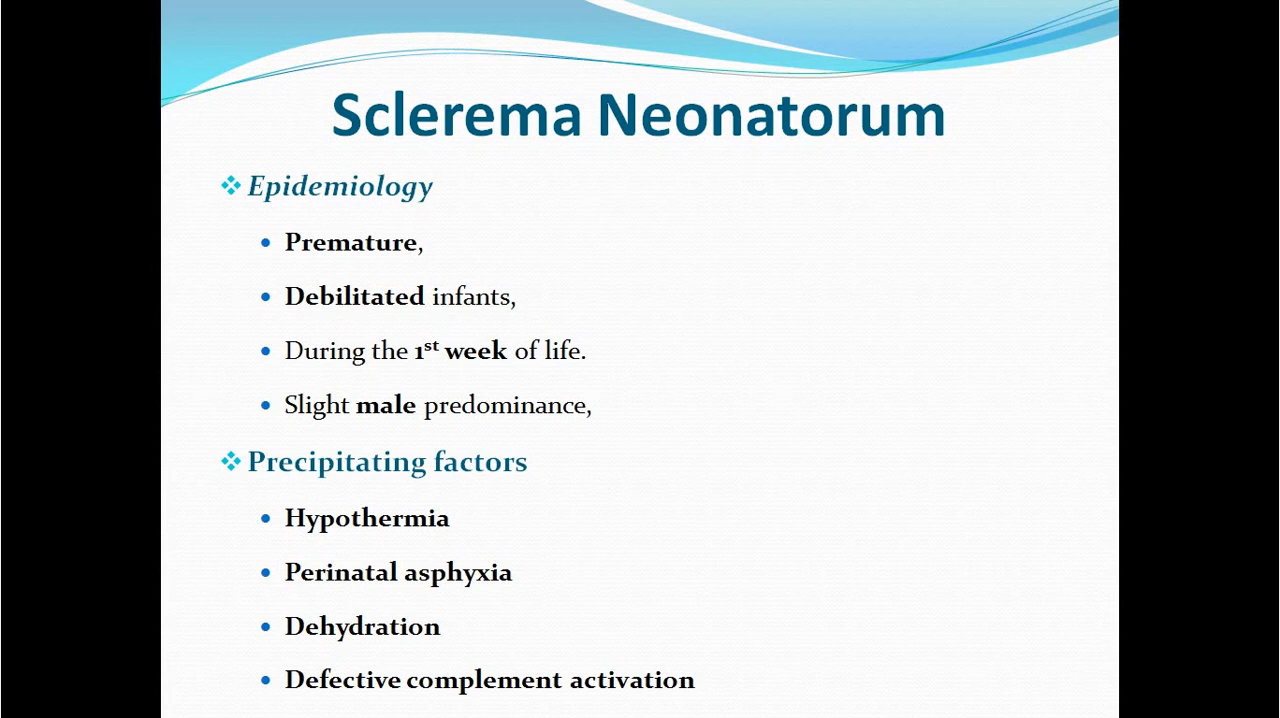 Sclerema Neonatorum
Epidemiology
Premature,
Debilitated infants,
During the 1st week of life.
Slight male predominance,
Precipitating factors
Hypothermia
Perinatal asphyxia
Dehydration
Defective complement activation